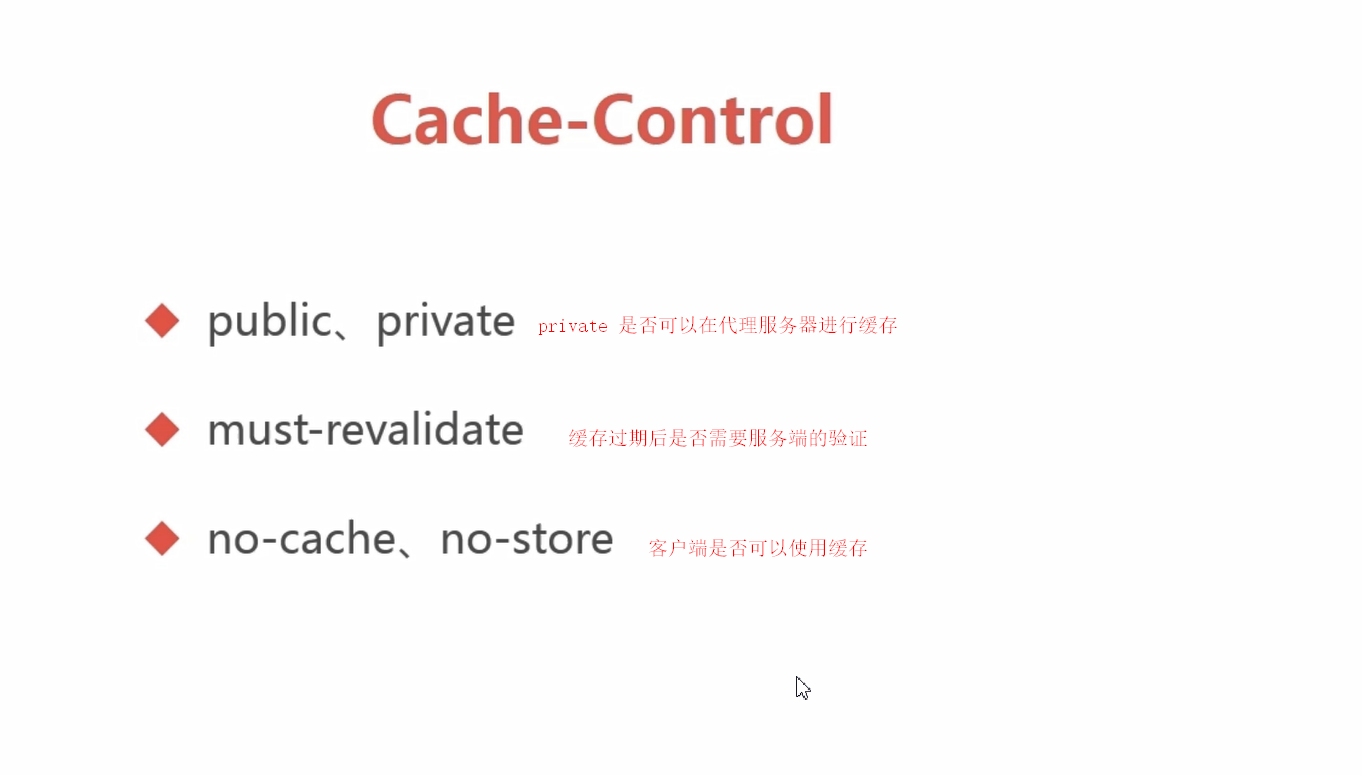 Cache-Control
public、private private 是否可以在代理服务器进行缓存
must-revalidate 缓存过期后是否需要服务端的验证
no-cache、no-store 客户端是否可以使用缓存